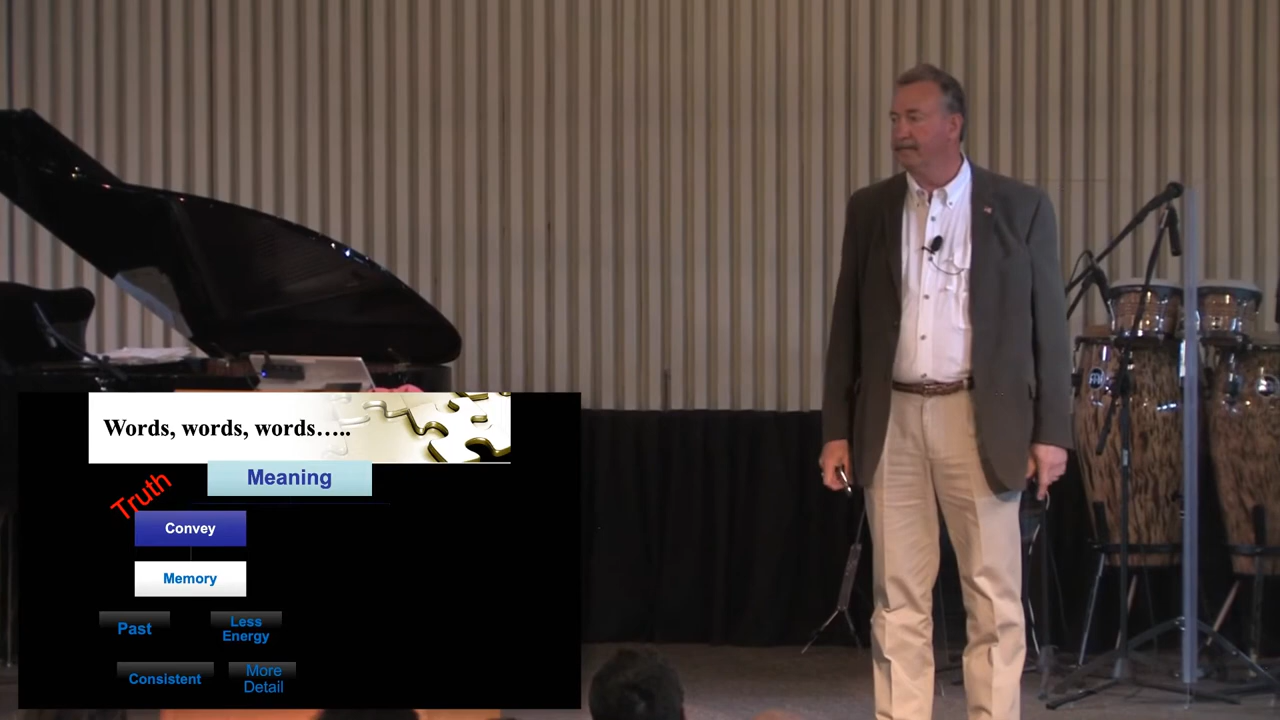 Words, words, words…..
Meaning
Truth
Convey
Memory
Past
Less
Energy
Consistent
More
Detail